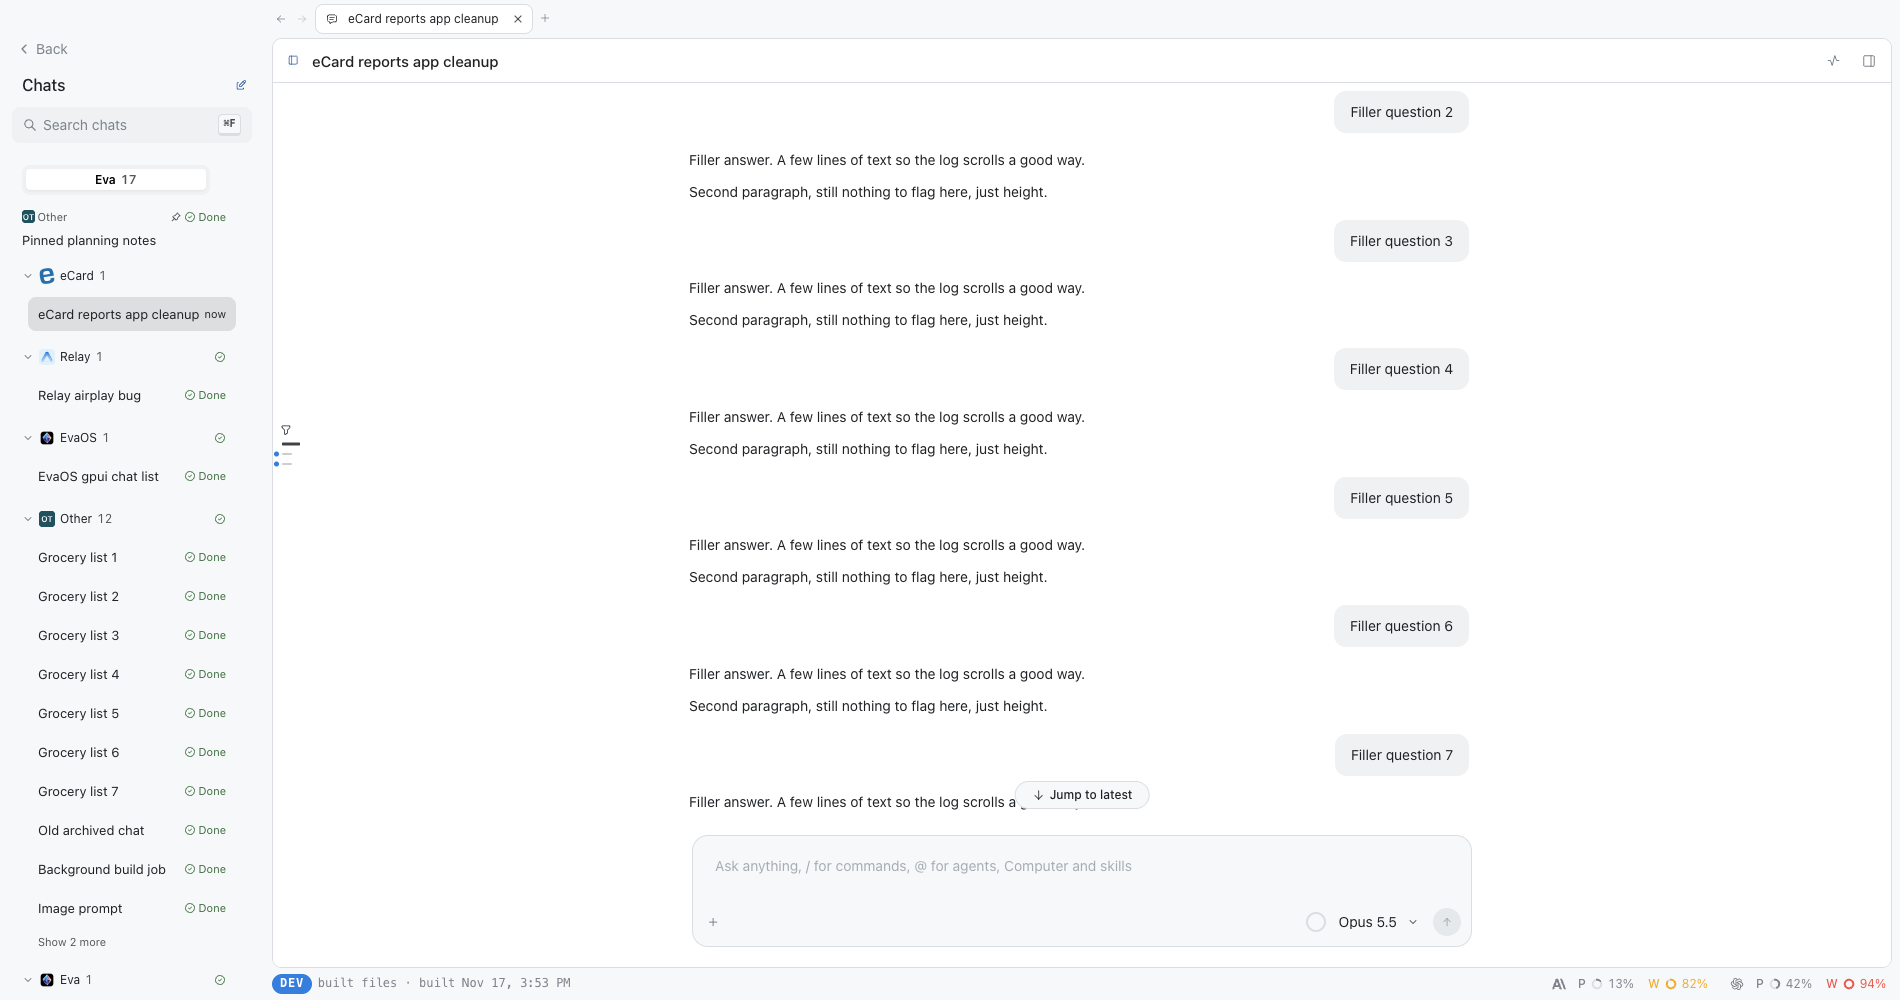 eCard reports app cleanup
Back
Chats
Search chats
⌘F
Eva 17
OT Other
Done
Pinned planning notes
eCard 1
eCard reports app cleanup now
Relay 1
Relay airplay bug Done
EvaOS 1
EvaOS gpui chat list Done
OT Other 12
Grocery list 1 Done
Grocery list 2 Done
Grocery list 3 Done
Grocery list 4 Done
Grocery list 5 Done
Grocery list 6 Done
Grocery list 7 Done
Old archived chat Done
Background build job Done
Image prompt Done
Show 2 more
Eva 1
eCard reports app cleanup
Filler question 2
Filler answer. A few lines of text so the log scrolls a good way.
Second paragraph, still nothing to flag here, just height.
Filler question 3
Filler answer. A few lines of text so the log scrolls a good way.
Second paragraph, still nothing to flag here, just height.
Filler question 4
Filler answer. A few lines of text so the log scrolls a good way.
Second paragraph, still nothing to flag here, just height.
Filler question 5
Filler answer. A few lines of text so the log scrolls a good way.
Second paragraph, still nothing to flag here, just height.
Filler question 6
Filler answer. A few lines of text so the log scrolls a good way.
Second paragraph, still nothing to flag here, just height.
Filler question 7
Filler answer. A few lines of text so the log scrolls a
Jump to latest
Ask anything, / for commands, @ for agents, Computer and skills
Opus 5.5
DEV built files · built Nov 17, 3:53 PM
P 13% W 82% P 42% W 94%